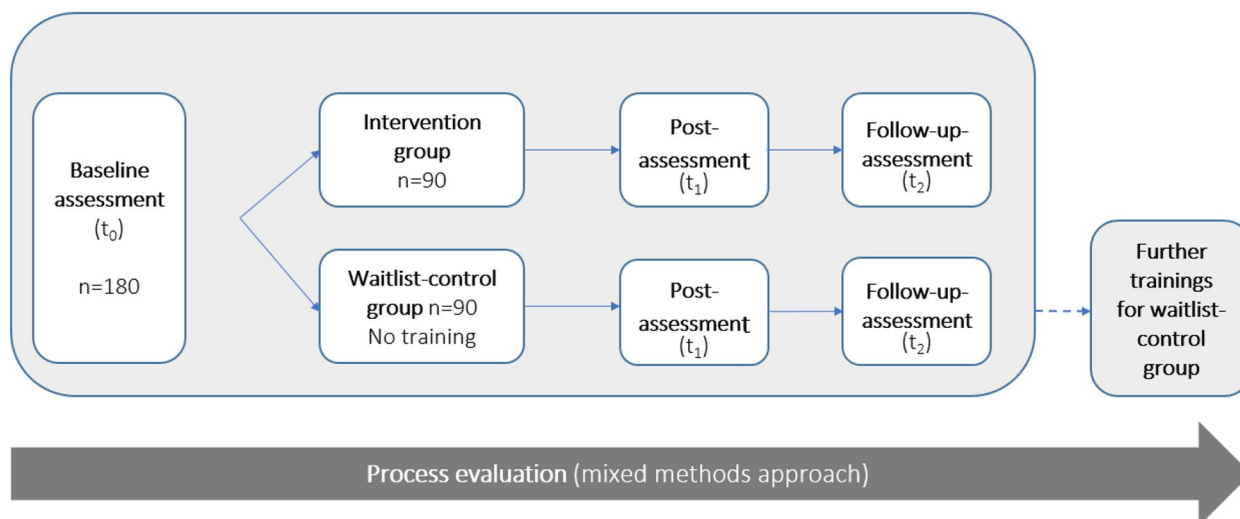 Baseline
assessment
(t₀)
n=180
Intervention
group
n=90
Post-
assessment
(t₁)
Follow-up-
assessment
(t₂)
Waitlist-control
group n=90
No training
Post-
assessment
(t₁)
Follow-up-
assessment
(t₂)
Further
trainings
for waitlist-
control
group
Process evaluation (mixed methods approach)